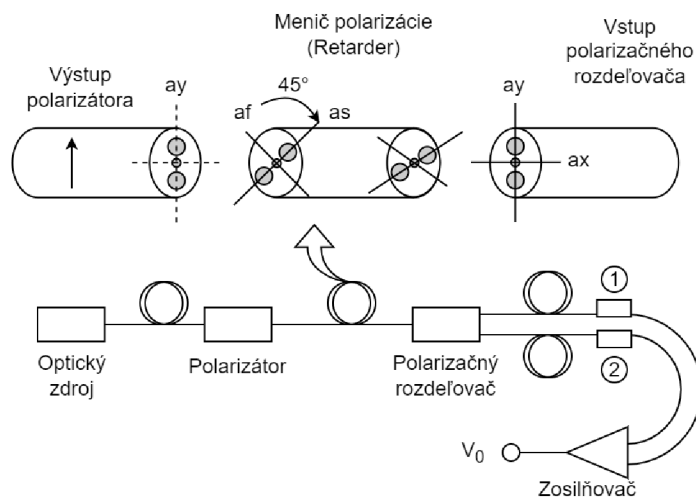 Menič polarizácie
(Retarder)
Výstup
polarizátora
ay
af
45°
as
Vstup
polarizačného
rozdeľovača
ay
ax
Optický
zdroj
Polarizátor
Polarizačný
rozdeľovač
1
2
V0
Zosilňovač